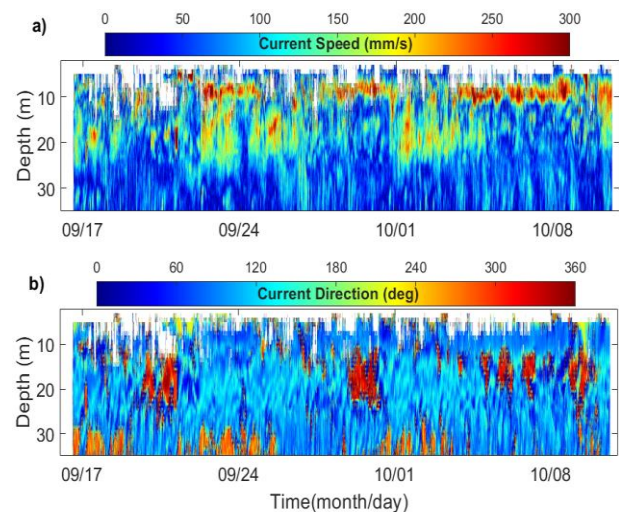 0 50 100 150 200 250 300
a) Current Speed (mm/s)
10
20
30
Depth (m)
09/17 09/24 10/01 10/08
0 60 120 180 240 300 360
b) Current Direction (deg)
10
20
30
Depth (m)
09/17 09/24 10/01 10/08
Time(month/day)